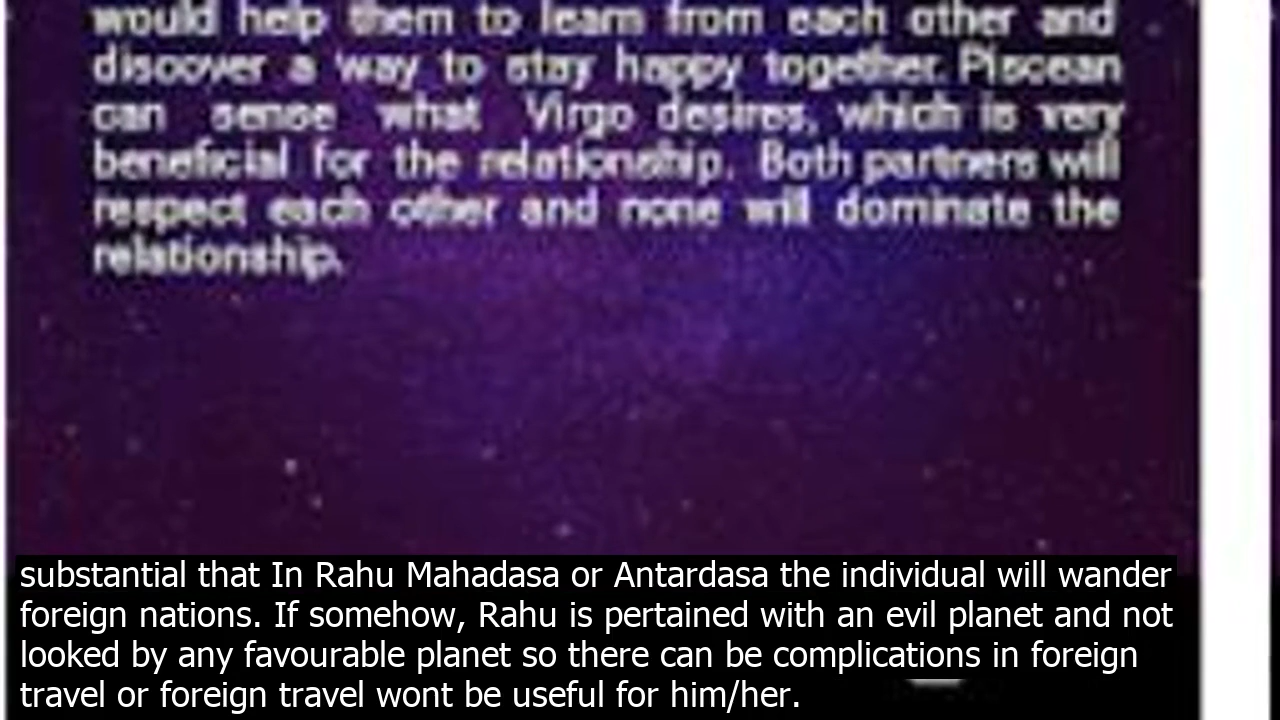 would help them to learn from each other and
discover a way to stay happy together. Piscean
can sense what Virgo desires, which is very
beneficial for the relationship. Both partners will
respect each other and none will dominate the
relationship.
substantial that In Rahu Mahadasa or Antardasa the individual will wander
foreign nations. If somehow, Rahu is pertained with an evil planet and not
looked by any favourable planet so there can be complications in foreign
travel or foreign travel wont be useful for him/her.